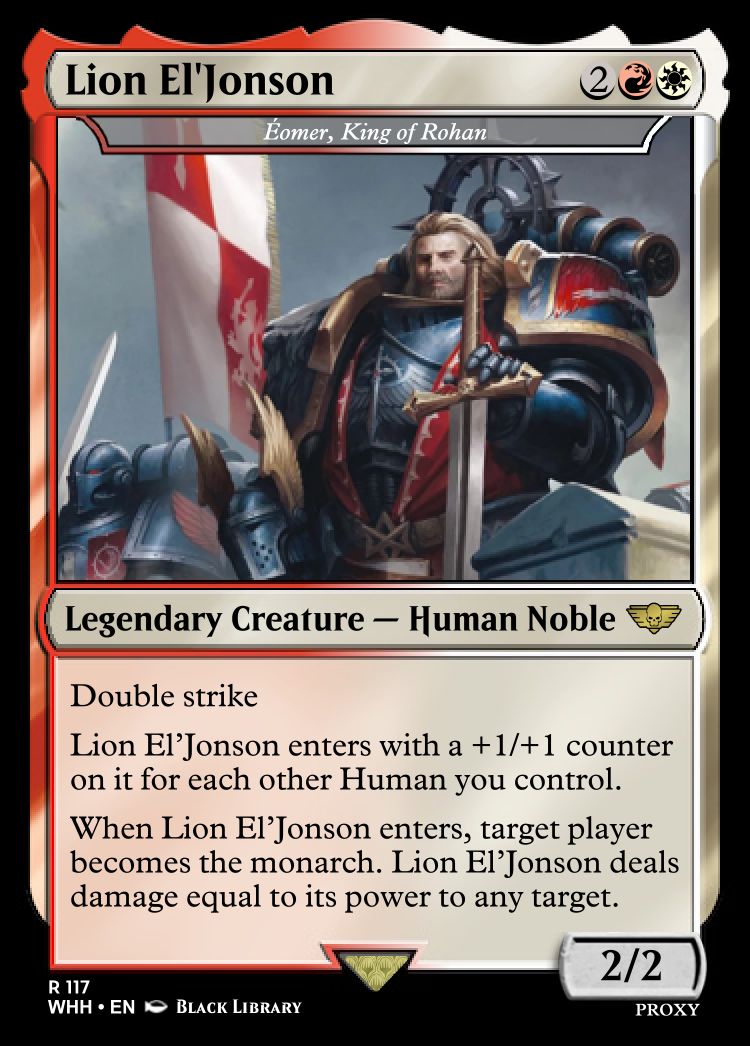 Lion El'Jonson 2
Éomer, King of Rohan
Legendary Creature — Human Noble
Double strike
Lion El'Jonson enters with a +1/+1 counter
on it for each other Human you control.
When Lion El'Jonson enters, target player
becomes the monarch. Lion El'Jonson deals
damage equal to its power to any target.
2/2
R 117
WHH • EN BLACK LIBRARY
PROXY